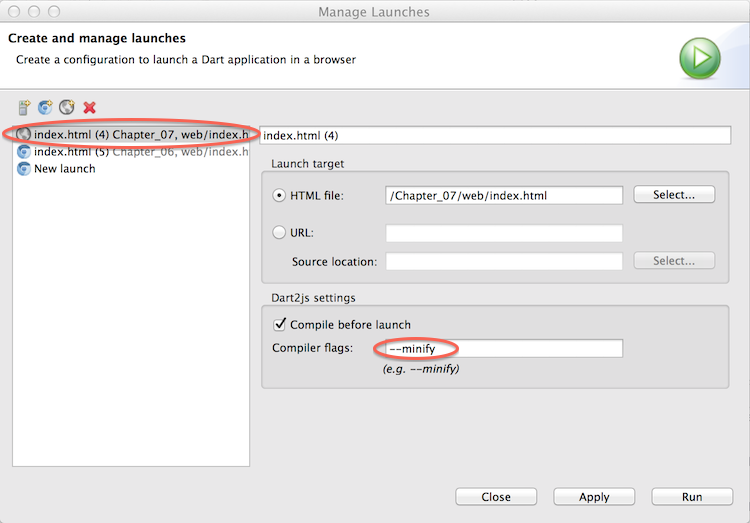 Manage Launches
Create and manage launches
Create a configuration to launch a Dart application in a browser
index.html (4) Chapter_07, web/index.h
index.html (5) Chapter_06, web/index.h
New launch
index.html (4)
Launch target
HTML file: /Chapter_07/web/index.html Select...
URL:
Source location: Select...
Dart2js settings
Compile before launch
Compiler flags: --minify
(e.g. --minify)
Close Apply Run